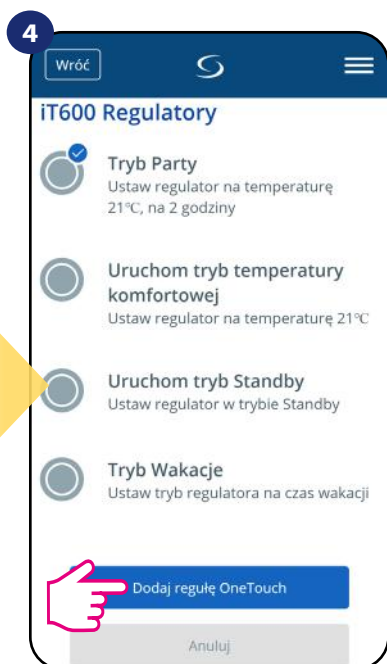 4
Wróć
iT600 Regulatory
Tryb Party
Ustaw regulator na temperaturę
21°C, na 2 godziny
Uruchom tryb temperatury
komfortowej
Ustaw regulator na temperaturę 21°C
Uruchom tryb Standby
Ustaw regulator w trybie Standby
Tryb Wakacje
Ustaw tryb regulatora na czas wakacji
Dodaj regułę OneTouch
Anuluj